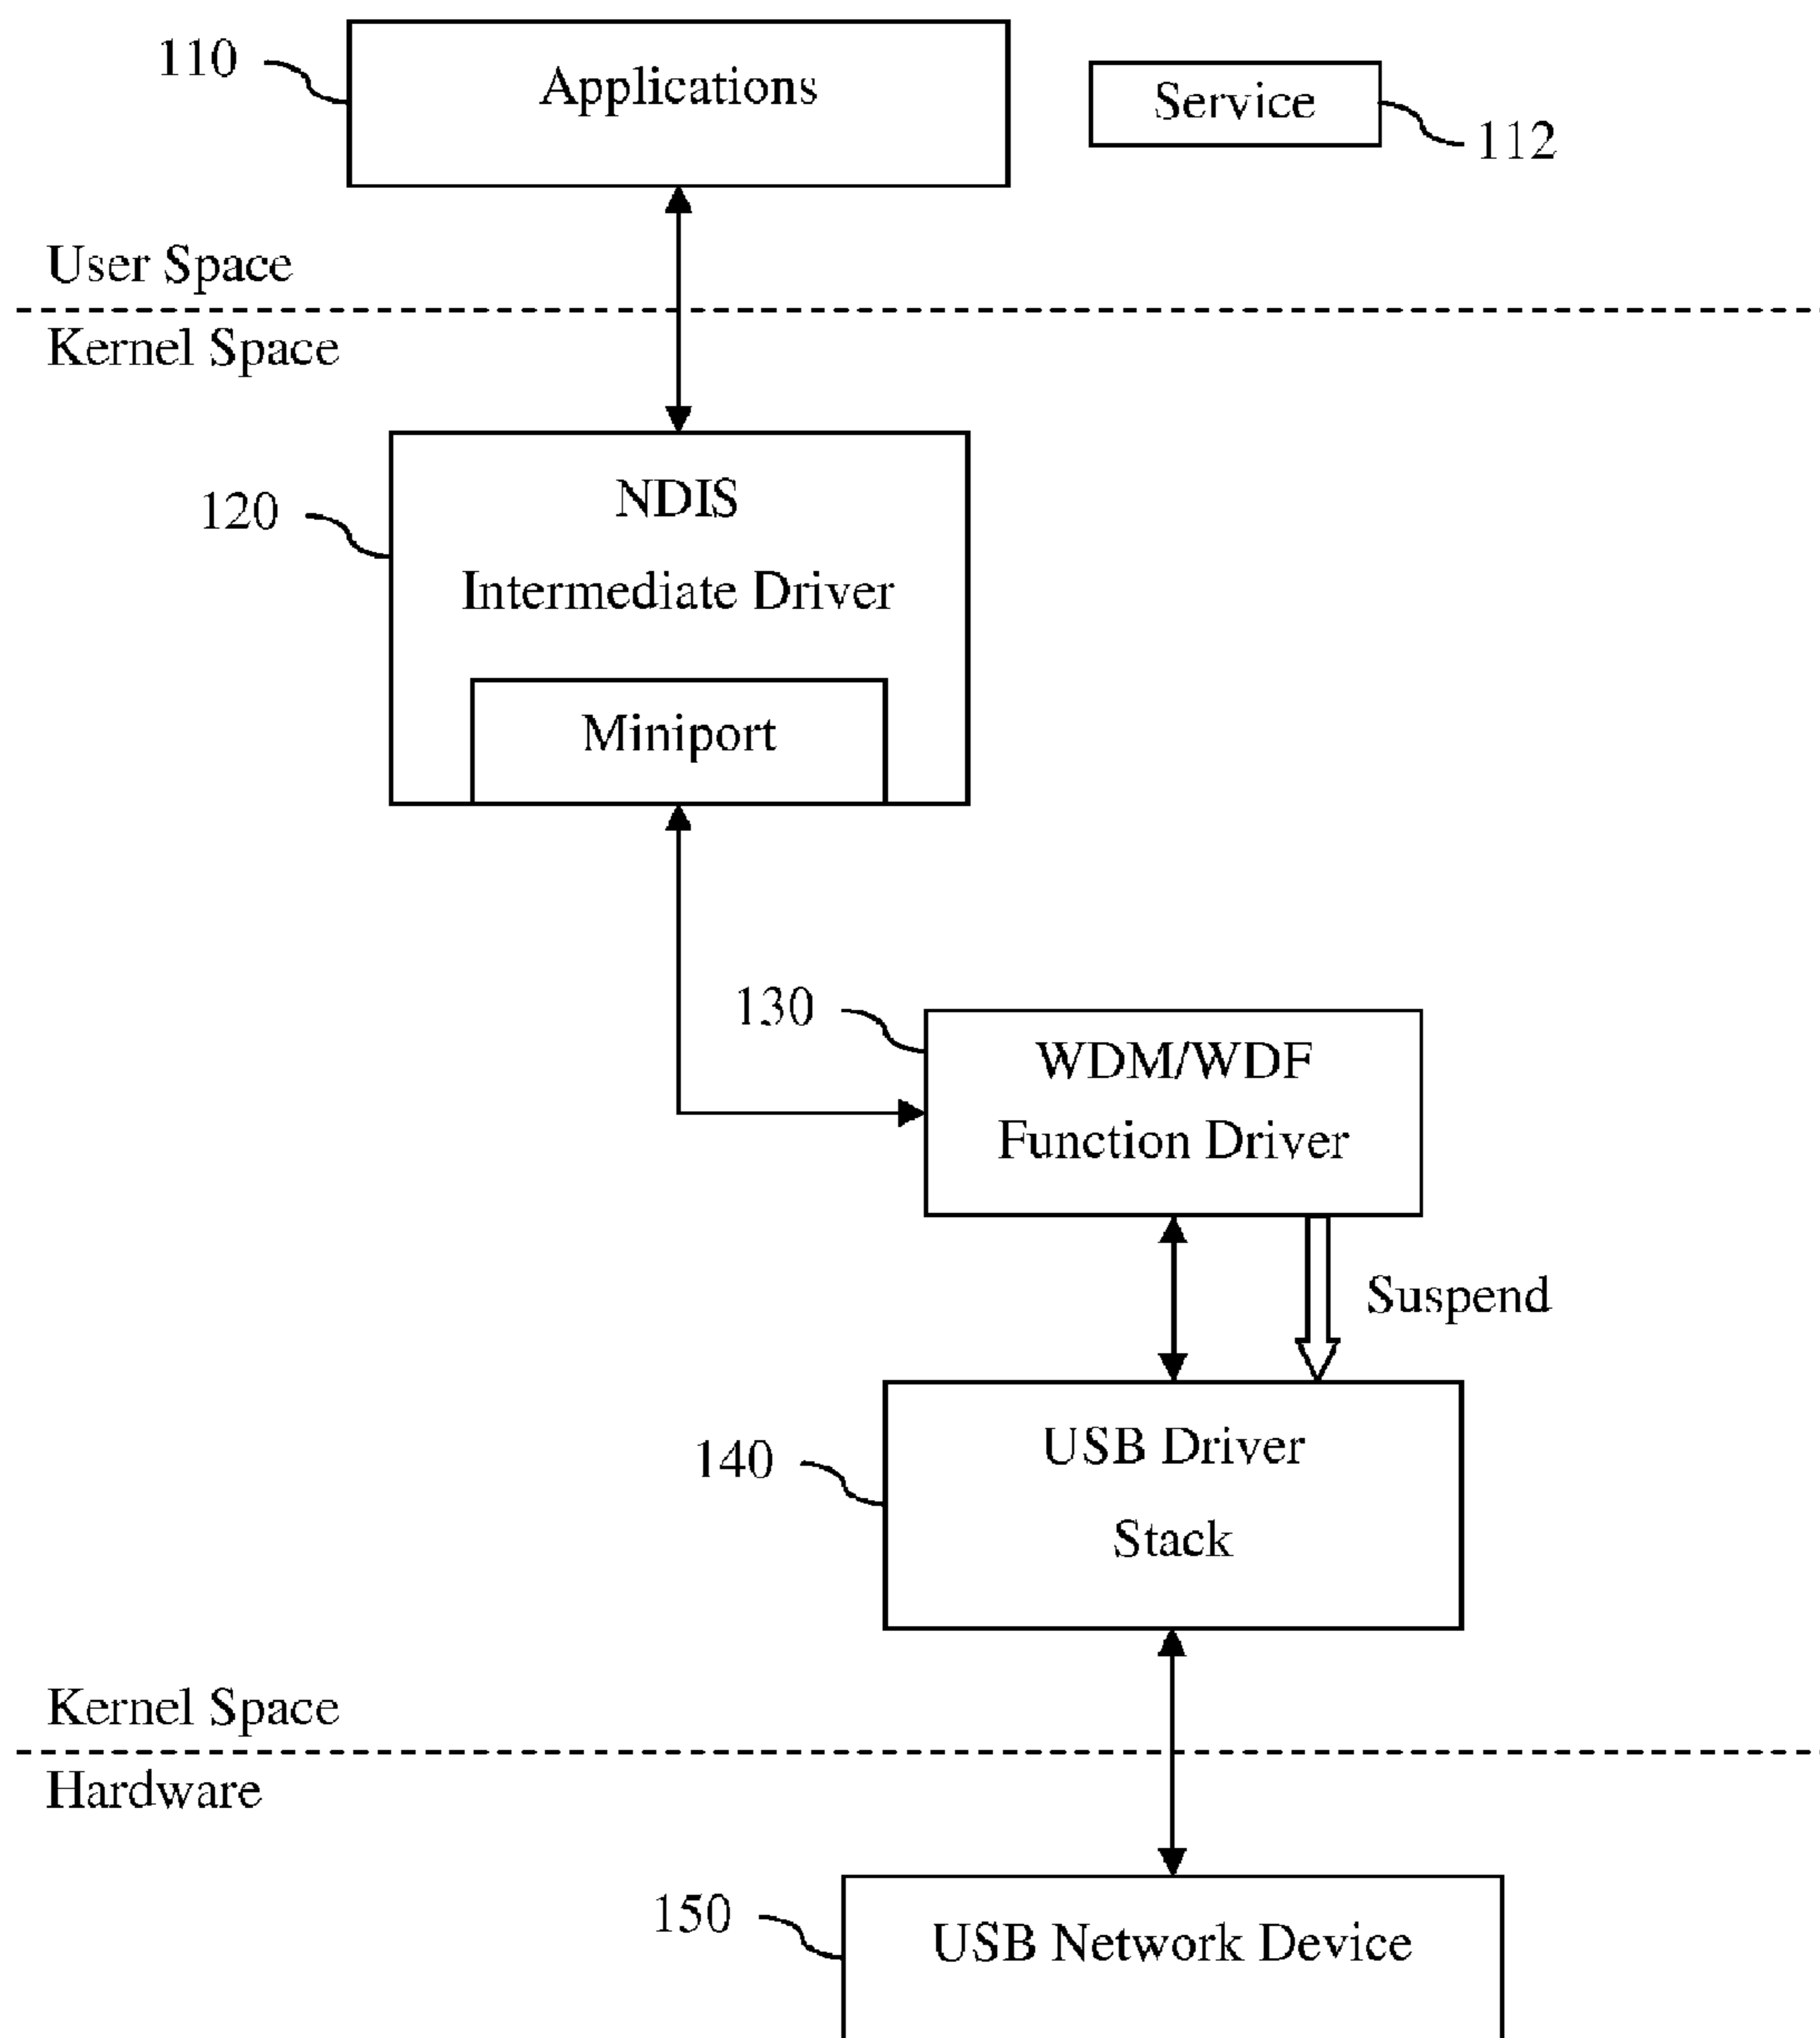 110
Applications
Service
112
User Space
Kernel Space
120
NDIS
Intermediate Driver
Miniport
130
WDM/WDF
Function Driver
Suspend
140
USB Driver
Stack
Kernel Space
Hardware
150
USB Network Device